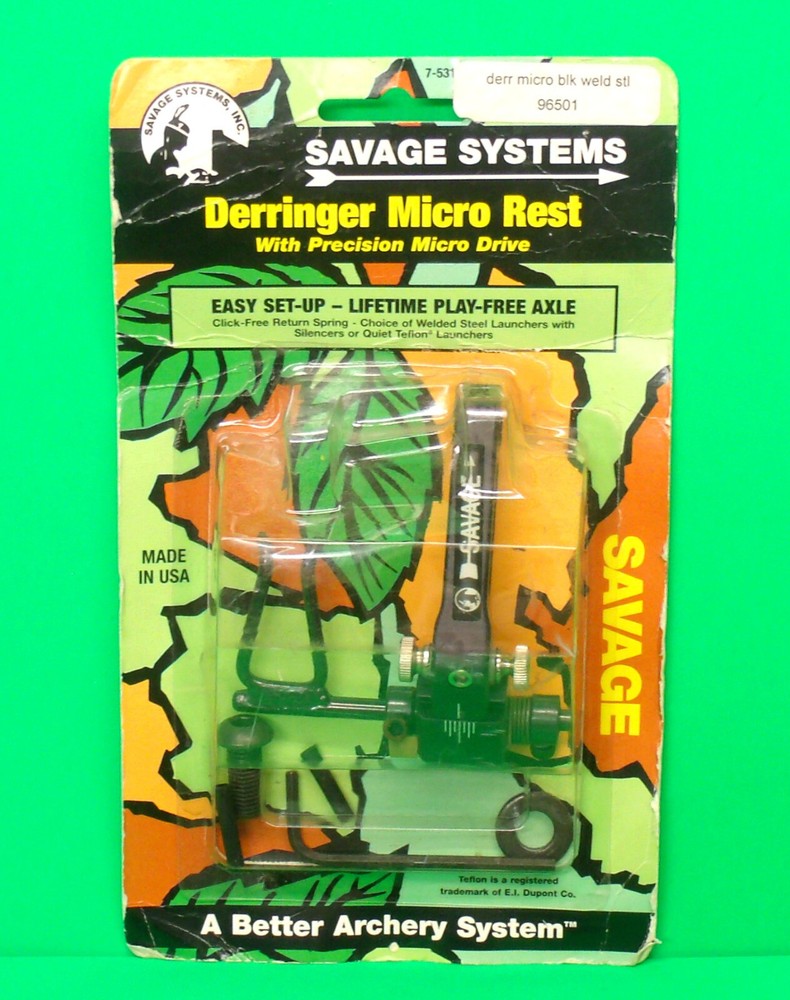 7-531
derr micro blk weld stl
96501
SAVAGE SYSTEMS, INC.
SAVAGE SYSTEMS
Derringer Micro Rest
With Precision Micro Drive
EASY SET-UP – LIFETIME PLAY-FREE AXLE
Click-Free Return Spring - Choice of Welded Steel Launchers with
Silencers or Quiet Teflon® Launchers
SAVAGE
MADE
IN USA
SAVAGE
Teflon is a registered
trademark of E.I. Dupont Co.
A Better Archery System™